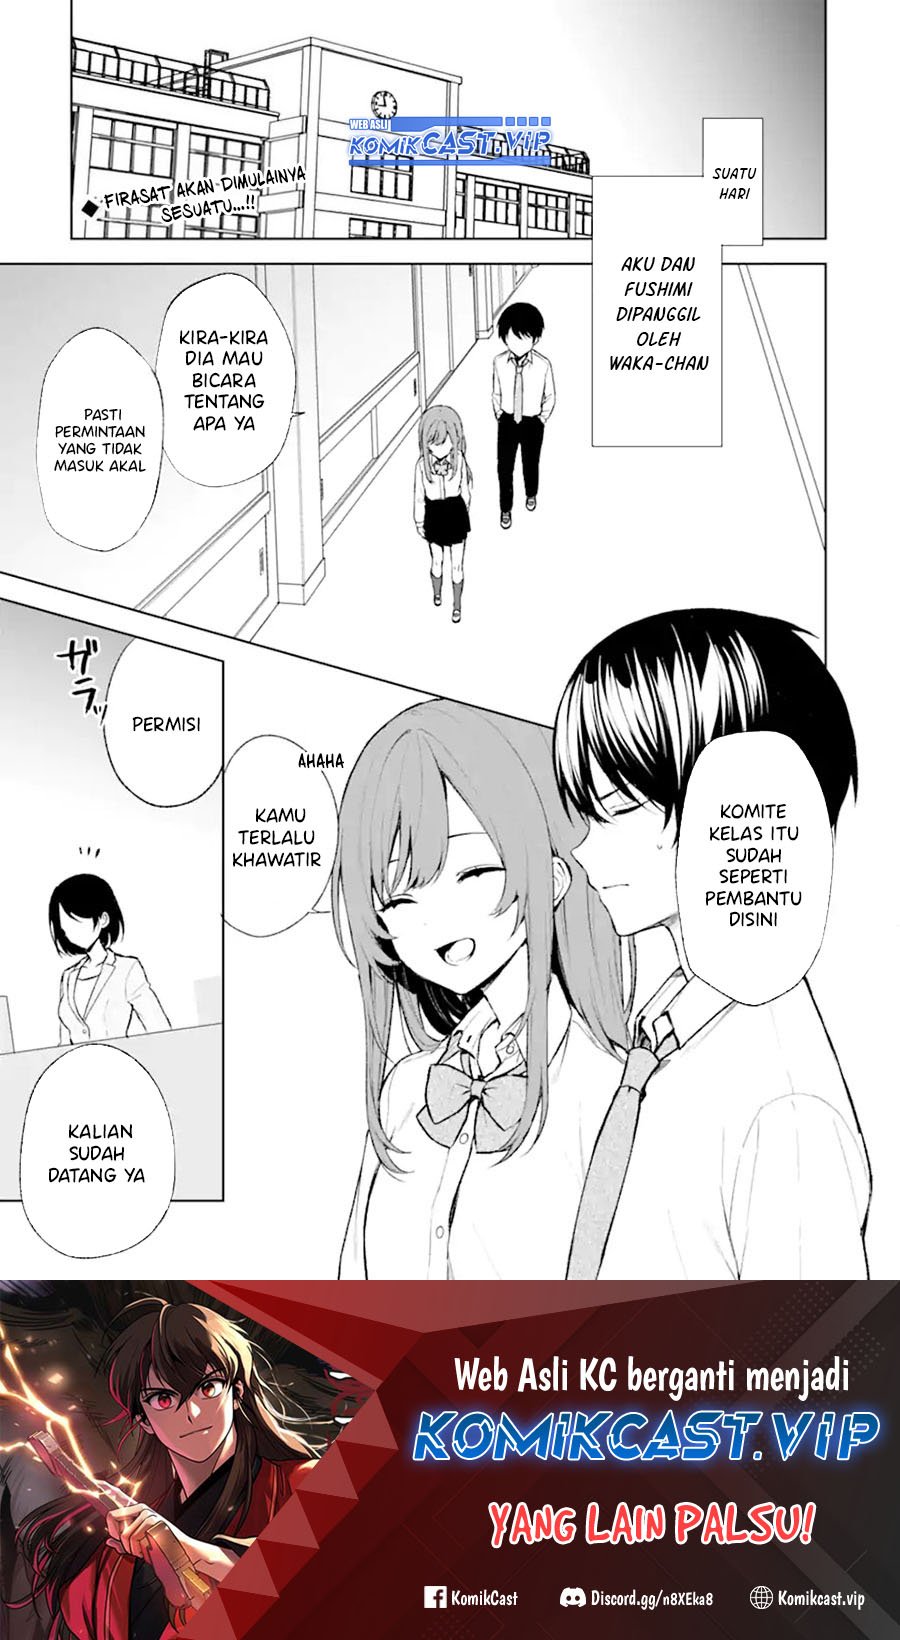 WEB ASLI
KOMIKCAST.VIP
FIRASAT AKAN DIMULAINYA
SESUATU...!!
SUATU
HARI
AKU DAN
FUSHIMI
DIPANGGIL
OLEH
WAKA-CHAN
KIRA-KIRA
DIA MAU
BICARA
TENTANG
APA YA
PASTI
PERMINTAAN
YANG TIDAK
MASUK AKAL
KOMITE
KELAS ITU
SUDAH
SEPERTI
PEMBANTU
DISINI
AHAHA
KAMU
TERLALU
KHAWATIR
ガラッ
PERMISI
KALIAN
SUDAH
DATANG YA
Web Asli KC berganti menjadi
KOMIKCAST.VIP
YANG LAIN PALSU!
KomikCast
Discord.gg/n8XEka8
Komikcast.vip